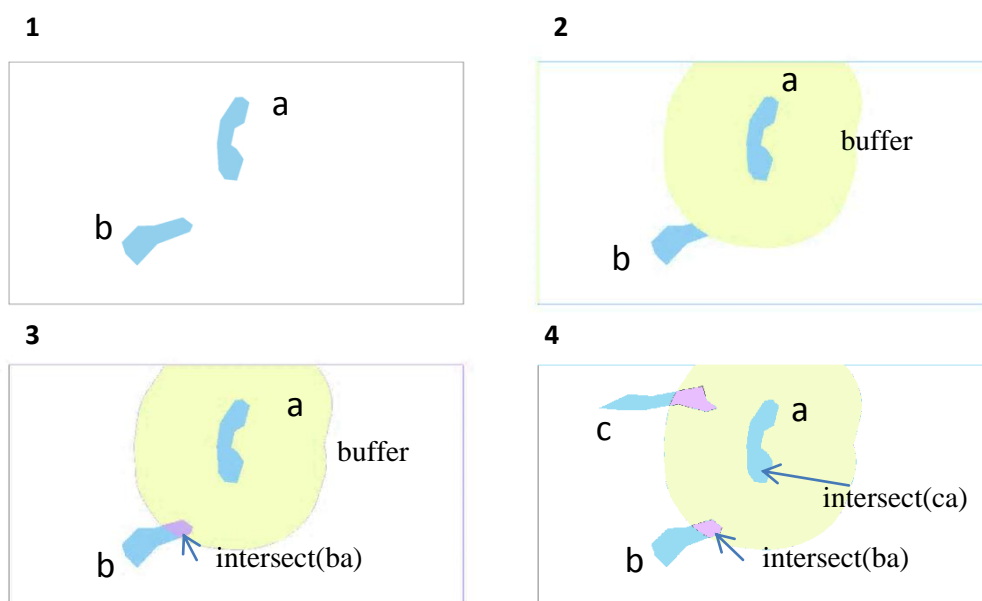 1
a
b
2
a
buffer
b
3
a
buffer
b
intersect(ba)
4
c
a
intersect(ca)
b
intersect(ba)